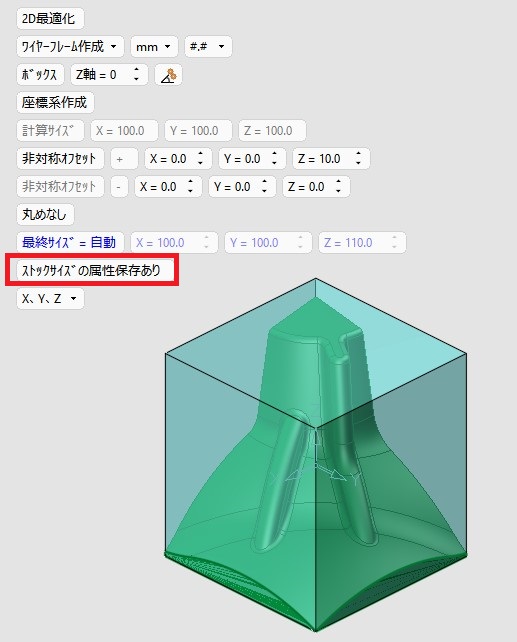 2D最適化
ﾜｲﾔｰﾌﾚｰﾑ作成 mm #.#
ﾎﾞｯｸｽ Z軸 = 0
座標系作成
計算ｻｲｽﾞ X = 100.0 Y = 100.0 Z = 100.0
非対称ｵﾌｾｯﾄ + X = 0.0 Y = 0.0 Z = 10.0
非対称ｵﾌｾｯﾄ - X = 0.0 Y = 0.0 Z = 0.0
丸めなし
最終ｻｲｽﾞ = 自動 X = 100.0 Y = 100.0 Z = 110.0
ｽﾄｯｸｻｲｽﾞの属性保存あり
X、Y、Z
Y